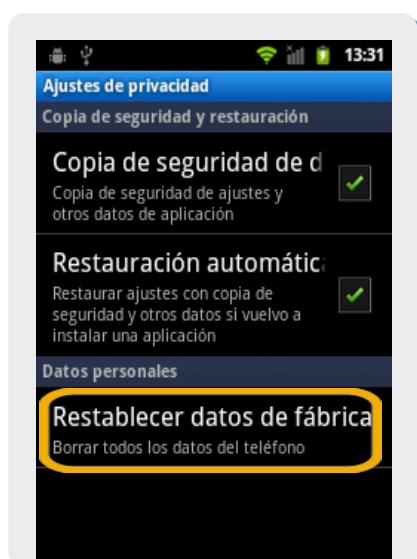 13:31
Ajustes de privacidad
Copia de seguridad y restauración
Copia de seguridad de d
Copia de seguridad de ajustes y
otros datos de aplicación
Restauración automátic
Restaurar ajustes con copia de
seguridad y otros datos si vuelvo a
instalar una aplicación
Datos personales
Restablecer datos de fábrica
Borrar todos los datos del teléfono